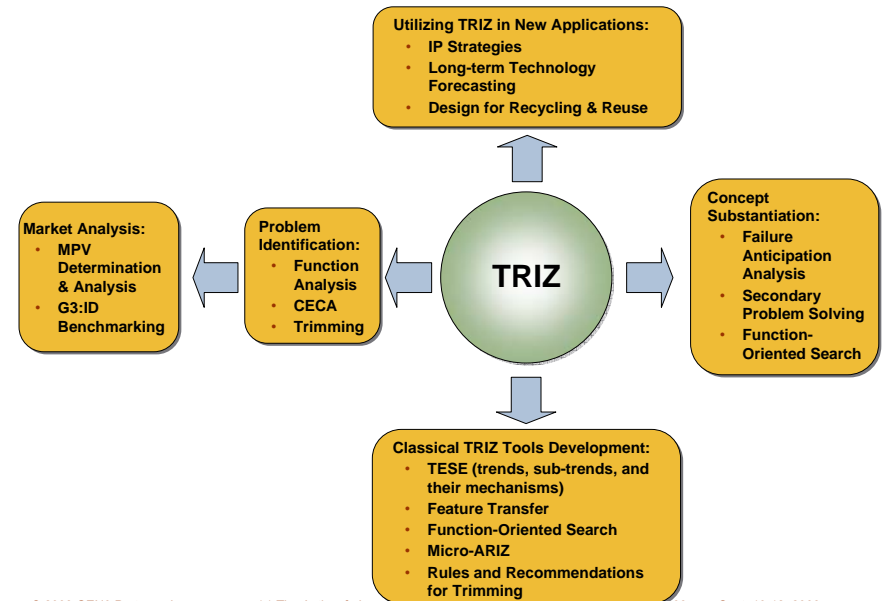 Utilizing TRIZ in New Applications:
• IP Strategies
• Long-term Technology
Forecasting
• Design for Recycling & Reuse
Market Analysis:
• MPV
Determination
& Analysis
• G3:ID
Benchmarking
Problem
Identification:
• Function
Analysis
• CECA
• Trimming
TRIZ
Concept
Substantiation:
• Failure
Anticipation
Analysis
• Secondary
Problem Solving
• Function-
Oriented Search
Classical TRIZ Tools Development:
• TESE (trends, sub-trends, and
their mechanisms)
• Feature Transfer
• Function-Oriented Search
• Micro-ARIZ
• Rules and Recommendations
for Trimming